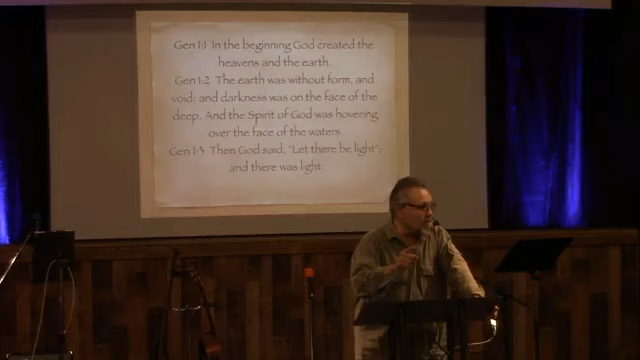 Gen 1:1 In the beginning God created the
heavens and the earth.
Gen 1:2 The earth was without form, and
void; and darkness was on the face of the
deep. And the Spirit of God was hovering
over the face of the waters.
Gen 1:3 Then God said, "Let there be light";
and there was light.